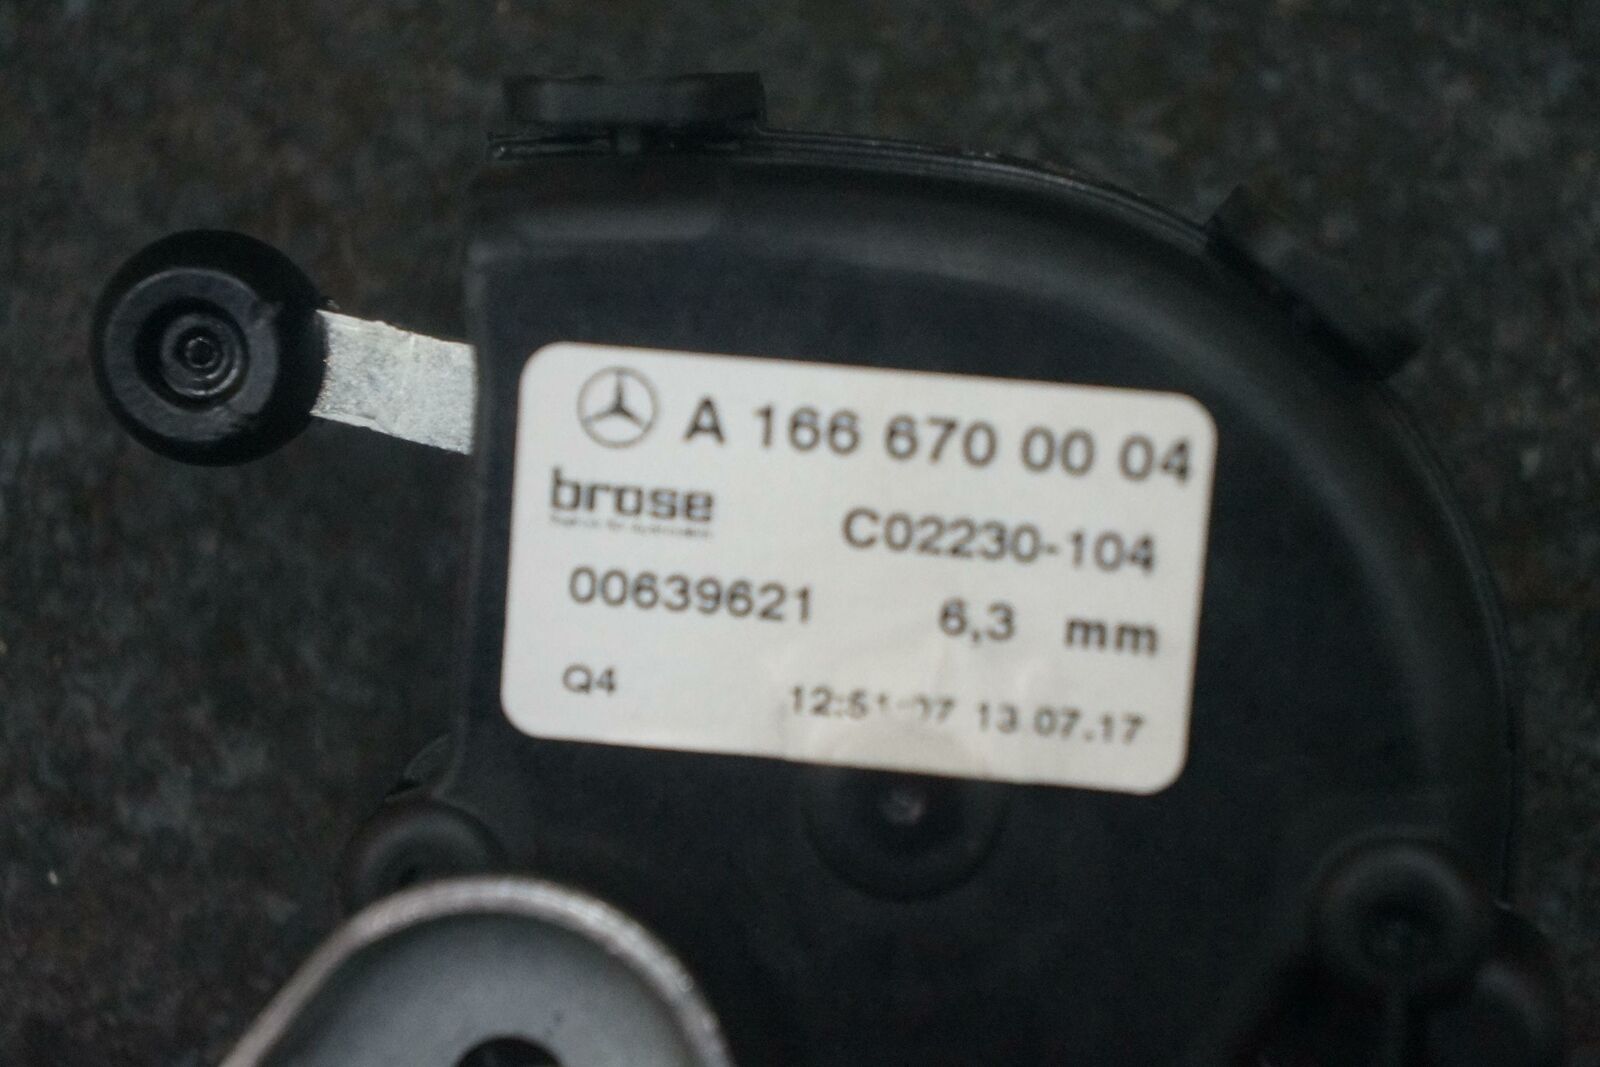 A 166 670 00 04
brose
C02230-104
00639621 6,3 mm
Q4 13 07.17